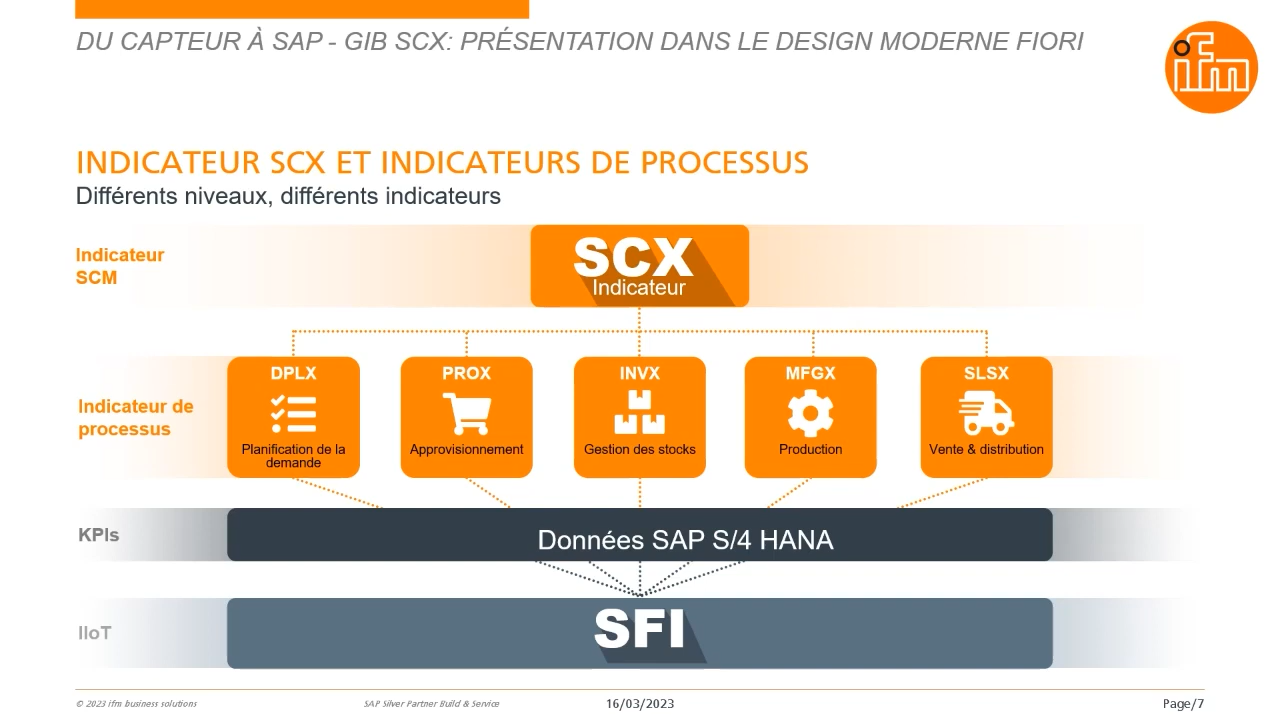 DU CAPTEUR À SAP - GIB SCX: PRÉSENTATION DANS LE DESIGN MODERNE FIORI
ifm
INDICATEUR SCX ET INDICATEURS DE PROCESSUS
Différents niveaux, différents indicateurs
Indicateur
SCM
SCX
Indicateur
Indicateur de
processus
DPLX
Planification de la
demande
PROX
Approvisionnement
INVX
Gestion des stocks
MFGX
Production
SLSX
Vente & distribution
KPIs
Données SAP S/4 HANA
IIoT
SFI
© 2023 ifm business solutions
SAP Silver Partner Build & Service
16/03/2023
Page/7